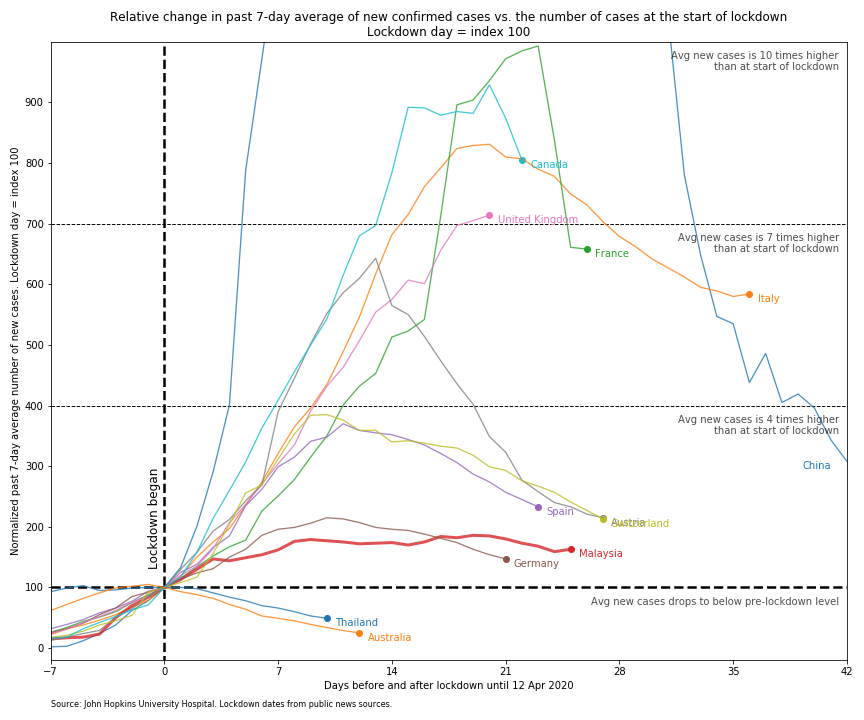 Relative change in past 7-day average of new confirmed cases vs. the number of cases at the start of lockdown
Lockdown day = index 100
Normalized past 7-day average number of new cases. Lockdown day = index 100
900
800
700
600
500
400
300
200
100
0
Avg new cases is 10 times higher
than at start of lockdown
Canada
United Kingdom
Avg new cases is 7 times higher
than at start of lockdown
France
Italy
Avg new cases is 4 times higher
than at start of lockdown
China
Lockdown began
Spain
Austria
Switzerland
Malaysia
Germany
Avg new cases drops to below pre-lockdown level
Thailand
Australia
−7
0
7
14
21
28
35
42
Days before and after lockdown until 12 Apr 2020
Source: John Hopkins University Hospital. Lockdown dates from public news sources.